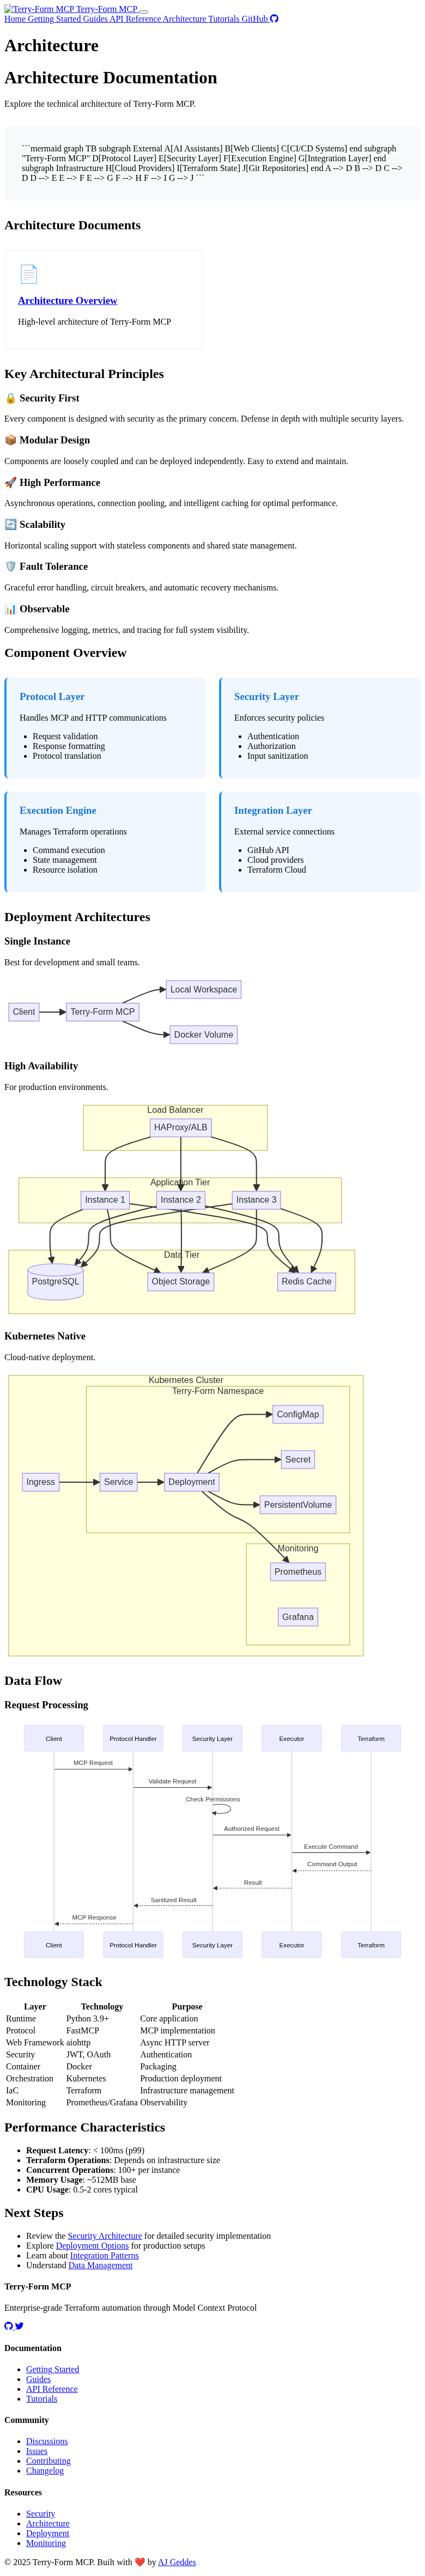 Terry-Form MCP Terry-Form MCP
Home Getting Started Guides API Reference Architecture Tutorials GitHub
Architecture
Architecture Documentation
Explore the technical architecture of Terry-Form MCP.
```mermaid graph TB subgraph External A[AI Assistants] B[Web Clients] C[CI/CD Systems] end subgraph
"Terry-Form MCP" D[Protocol Layer] E[Security Layer] F[Execution Engine] G[Integration Layer] end
subgraph Infrastructure H[Cloud Providers] I[Terraform State] J[Git Repositories] end A --> D B --> D C -->
D D --> E E --> F E --> G F --> H F --> I G --> J ```
Architecture Documents
📄
Architecture Overview
High-level architecture of Terry-Form MCP
Key Architectural Principles
🔒 Security First
Every component is designed with security as the primary concern. Defense in depth with multiple security layers.
📦 Modular Design
Components are loosely coupled and can be deployed independently. Easy to extend and maintain.
🚀 High Performance
Asynchronous operations, connection pooling, and intelligent caching for optimal performance.
🔄 Scalability
Horizontal scaling support with stateless components and shared state management.
🛡️ Fault Tolerance
Graceful error handling, circuit breakers, and automatic recovery mechanisms.
📊 Observable
Comprehensive logging, metrics, and tracing for full system visibility.
Component Overview
Protocol Layer
Handles MCP and HTTP communications
Request validation
Response formatting
Protocol translation
Security Layer
Enforces security policies
Authentication
Authorization
Input sanitization
Execution Engine
Manages Terraform operations
Command execution
State management
Resource isolation
Integration Layer
External service connections
GitHub API
Cloud providers
Terraform Cloud
Deployment Architectures
Single Instance
Best for development and small teams.
Local Workspace
Client
Terry-Form MCP
Docker Volume
High Availability
For production environments.
Load Balancer
HAProxy/ALB
Application Tier
Instance 1
Instance 2
Instance 3
Data Tier
PostgreSQL
Object Storage
Redis Cache
Kubernetes Native
Cloud-native deployment.
Kubernetes Cluster
Terry-Form Namespace
ConfigMap
Secret
Ingress
Service
Deployment
PersistentVolume
Monitoring
Prometheus
Grafana
Data Flow
Request Processing
Client
Protocol Handler
Security Layer
Executor
Terraform
MCP Request
Validate Request
Check Permissions
Authorized Request
Execute Command
Command Output
Result
Sanitized Result
MCP Response
Client
Protocol Handler
Security Layer
Executor
Terraform
Technology Stack
Layer Technology Purpose
Runtime Python 3.9+ Core application
Protocol FastMCP MCP implementation
Web Framework aiohttp Async HTTP server
Security JWT, OAuth Authentication
Container Docker Packaging
Orchestration Kubernetes Production deployment
IaC Terraform Infrastructure management
Monitoring Prometheus/Grafana Observability
Performance Characteristics
Request Latency: < 100ms (p99)
Terraform Operations: Depends on infrastructure size
Concurrent Operations: 100+ per instance
Memory Usage: ~512MB base
CPU Usage: 0.5-2 cores typical
Next Steps
Review the Security Architecture for detailed security implementation
Explore Deployment Options for production setups
Learn about Integration Patterns
Understand Data Management
Terry-Form MCP
Enterprise-grade Terraform automation through Model Context Protocol
Documentation
Getting Started
Guides
API Reference
Tutorials
Community
Discussions
Issues
Contributing
Changelog
Resources
Security
Architecture
Deployment
Monitoring
© 2025 Terry-Form MCP. Built with ❤️ by AJ Geddes